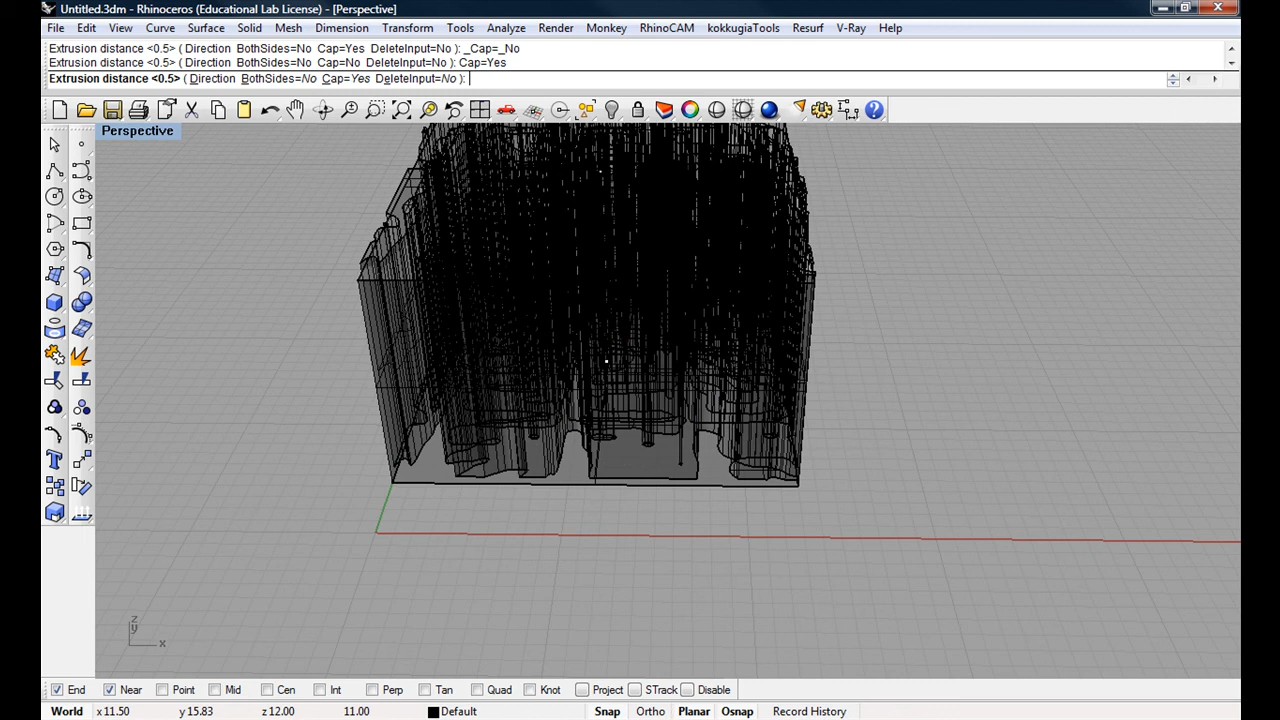 Untitled.3dm - Rhinoceros (Educational Lab License) - [Perspective]
File Edit View Curve Surface Solid Mesh Dimension Transform Tools Analyze Render Monkey RhinoCAM kokkugiaTools Resurf V-Ray Help
Extrusion distance <0.5> ( Direction BothSides=No Cap=Yes DeleteInput=No ): _Cap=_No
Extrusion distance <0.5> ( Direction BothSides=No Cap=No DeleteInput=No ): Cap=Yes
Extrusion distance <0.5> ( Direction BothSides=No Cap=Yes DeleteInput=No ):
Perspective
z
y
x
End Near Point Mid Cen Int Perp Tan Quad Knot Project STrack Disable
World x 11.50 y 15.83 z 12.00 11.00 Default Snap Ortho Planar Osnap Record History